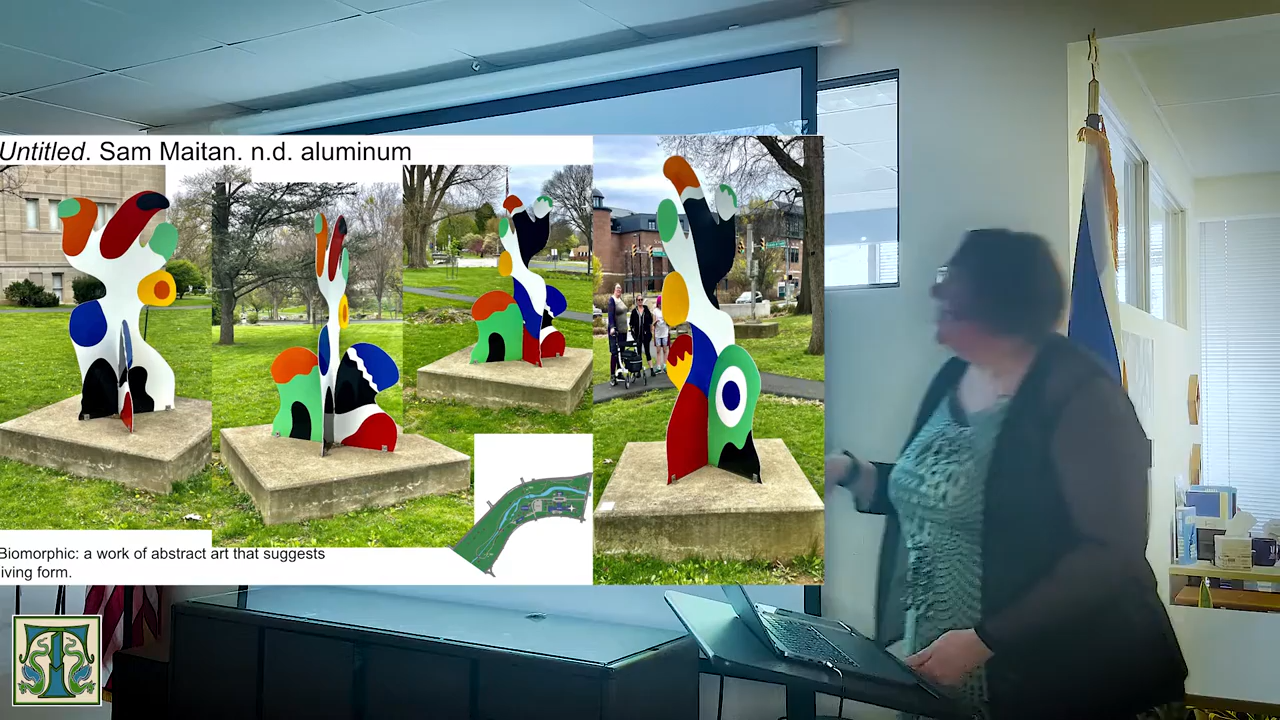 Untitled. Sam Maitan. n.d. aluminum
Biomorphic: a work of abstract art that suggests
iving form.
T